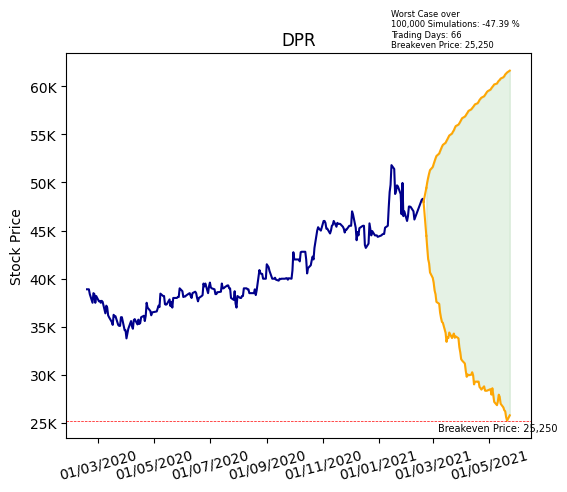 Worst Case over
100,000 Simulations: -47.39 %
Trading Days: 66
Breakeven Price: 25,250
DPR
Stock Price
60K
55K
50K
45K
40K
35K
30K
25K
Breakeven Price: 25,250
01/03/2020
01/05/2020
01/07/2020
01/09/2020
01/11/2020
01/01/2021
01/03/2021
01/05/2021